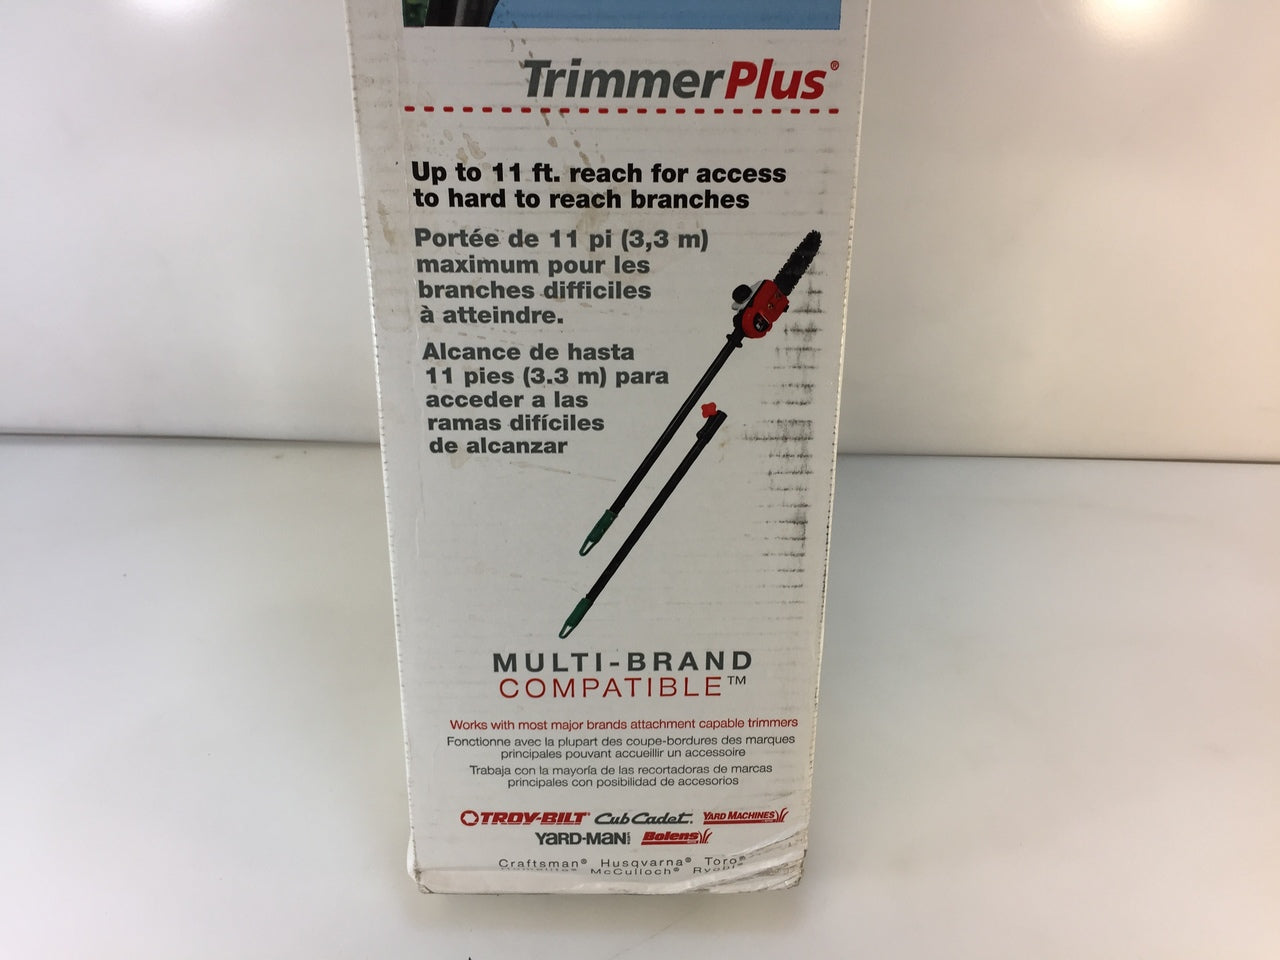 TrimmerPlus®
Up to 11 ft. reach for access
to hard to reach branches
Portée de 11 pi (3,3 m)
maximum pour les
branches difficiles
à atteindre.
Alcance de hasta
11 pies (3.3 m) para
acceder a las
ramas difíciles
de alcanzar
MULTI-BRAND
COMPATIBLE™
Works with most major brands attachment capable trimmers
Fonctionne avec la plupart des coupe-bordures des marques
principales pouvant accueillir un accessoire
Trabaja con la mayoría de las recortadoras de marcas
principales con posibilidad de accesorios
TROY-BILT® Cub Cadet. YARD MACHINES
YARD-MAN Bolens
Craftsman® Husqvarna® Toro®
McCulloch® Ryobi®